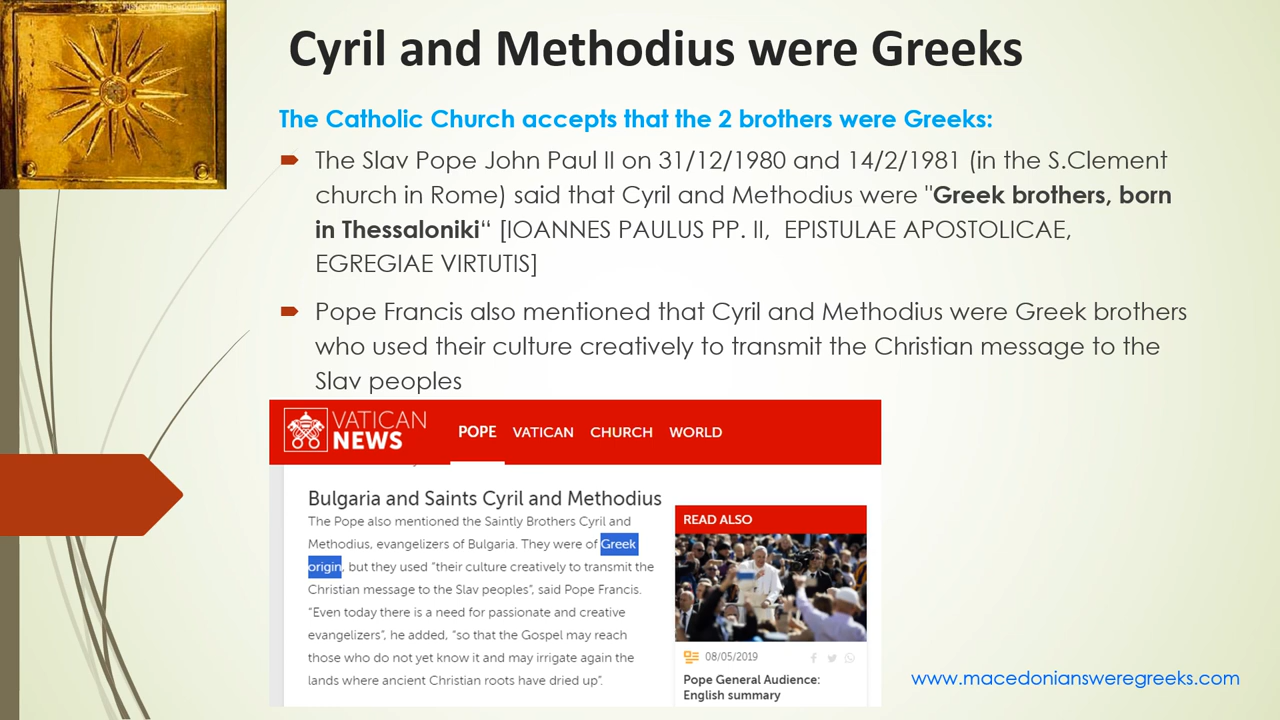 Cyril and Methodius were Greeks
The Catholic Church accepts that the 2 brothers were Greeks:
The Slav Pope John Paul II on 31/12/1980 and 14/2/1981 (in the S.Clement
church in Rome) said that Cyril and Methodius were "Greek brothers, born
in Thessaloniki“ [IOANNES PAULUS PP. II, EPISTULAE APOSTOLICAE,
EGREGIAE VIRTUTIS]
Pope Francis also mentioned that Cyril and Methodius were Greek brothers
who used their culture creatively to transmit the Christian message to the
Slav peoples
VATICAN
NEWS
POPE VATICAN CHURCH WORLD
Bulgaria and Saints Cyril and Methodius
The Pope also mentioned the Saintly Brothers Cyril and
Methodius, evangelizers of Bulgaria. They were of Greek
origin, but they used “their culture creatively to transmit the
Christian message to the Slav peoples”, said Pope Francis.
“Even today there is a need for passionate and creative
evangelizers”, he added, “so that the Gospel may reach
those who do not yet know it and may irrigate again the
lands where ancient Christian roots have dried up”.
READ ALSO
08/05/2019
Pope General Audience:
English summary
www.macedoniansweregreeks.com